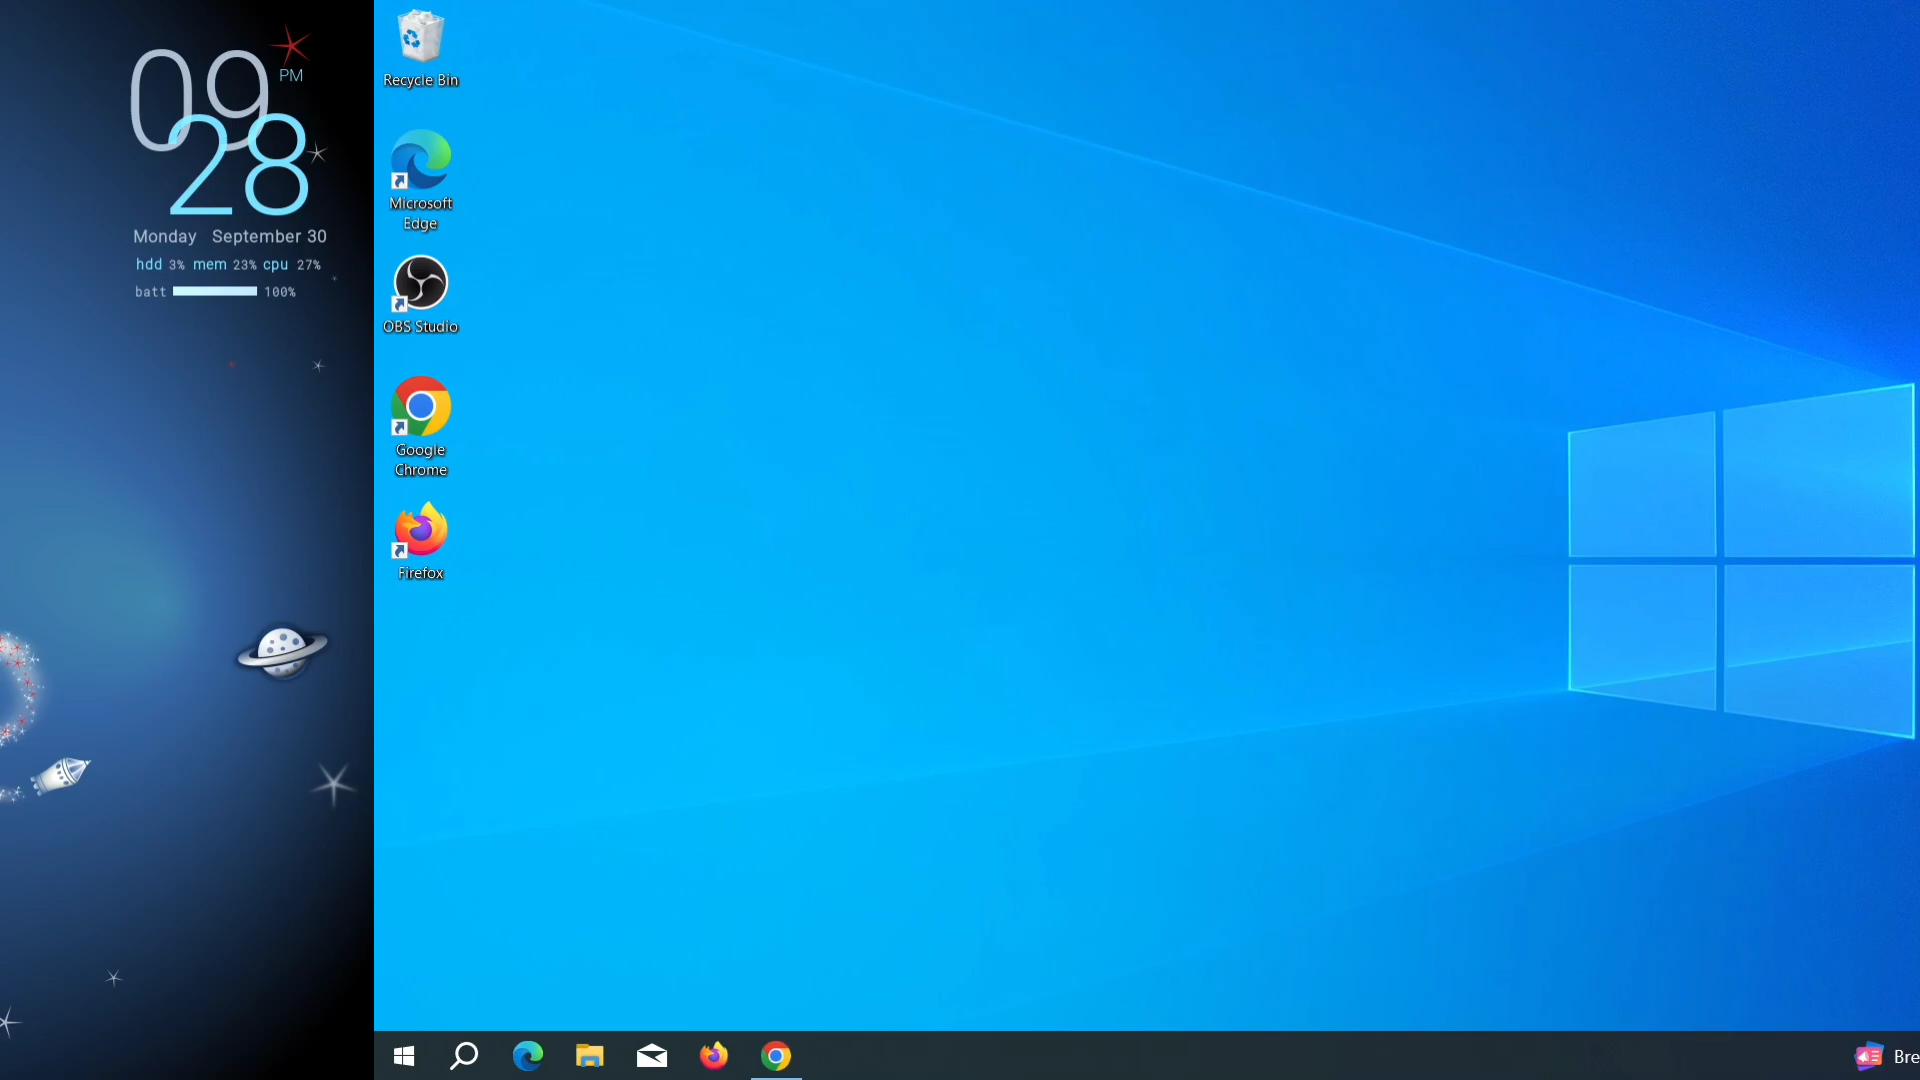 09
PM
28
Monday September 30
hdd 3% mem 23% cpu 27%
batt 100%
Recycle Bin
Microsoft
Edge
OBS Studio
Google
Chrome
Firefox
Bre